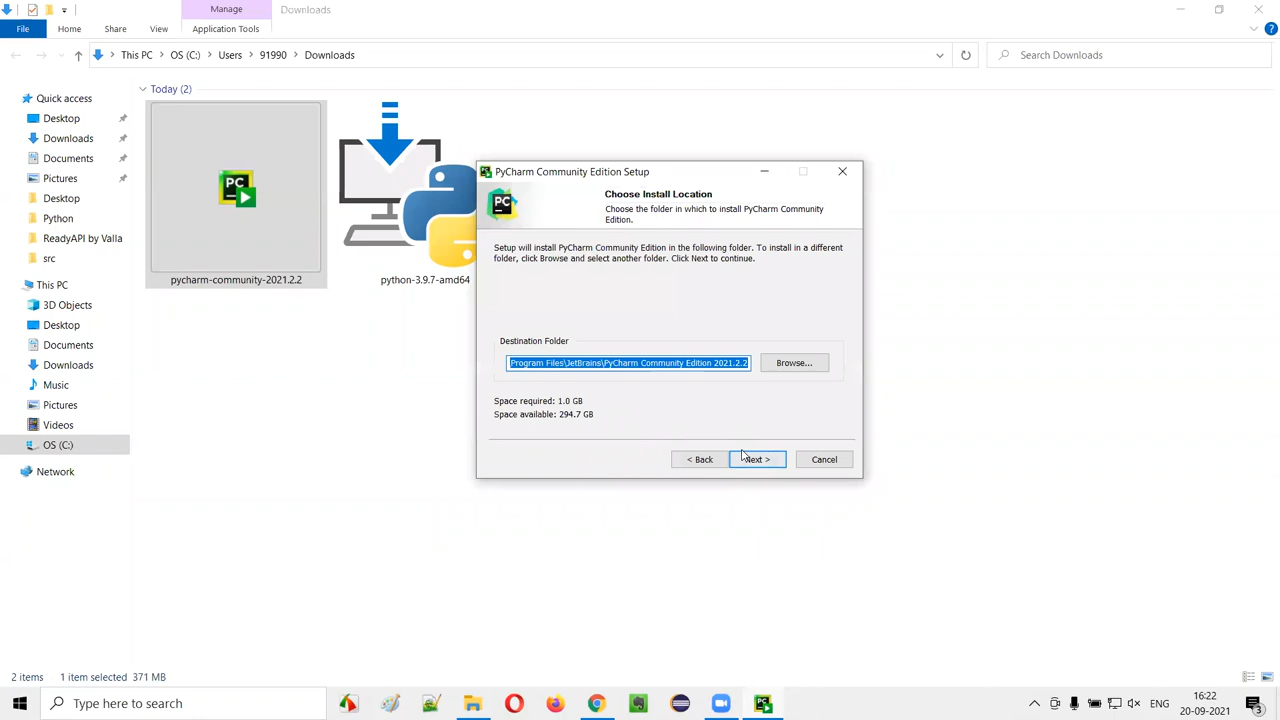 Manage
Downloads
File
Home
Share
View
Application Tools
This PC
OS (C:)
Users
91990
Downloads
Search Downloads
Quick access
Desktop
Downloads
Documents
Pictures
Desktop
Python
ReadyAPI by Valla
src
This PC
3D Objects
Desktop
Documents
Downloads
Music
Pictures
Videos
OS (C:)
Network
Today (2)
PC
pycharm-community-2021.2.2
python-3.9.7-amd64
PyCharm Community Edition Setup
PC
Choose Install Location
Choose the folder in which to install PyCharm Community
Edition.
Setup will install PyCharm Community Edition in the following folder. To install in a different
folder, click Browse and select another folder. Click Next to continue.
Destination Folder
Program Files\JetBrains\PyCharm Community Edition 2021.2.2
Browse...
Space required: 1.0 GB
Space available: 294.7 GB
< Back
Next >
Cancel
2 items
1 item selected 371 MB
Type here to search
ENG
16:22
20-09-2021
3